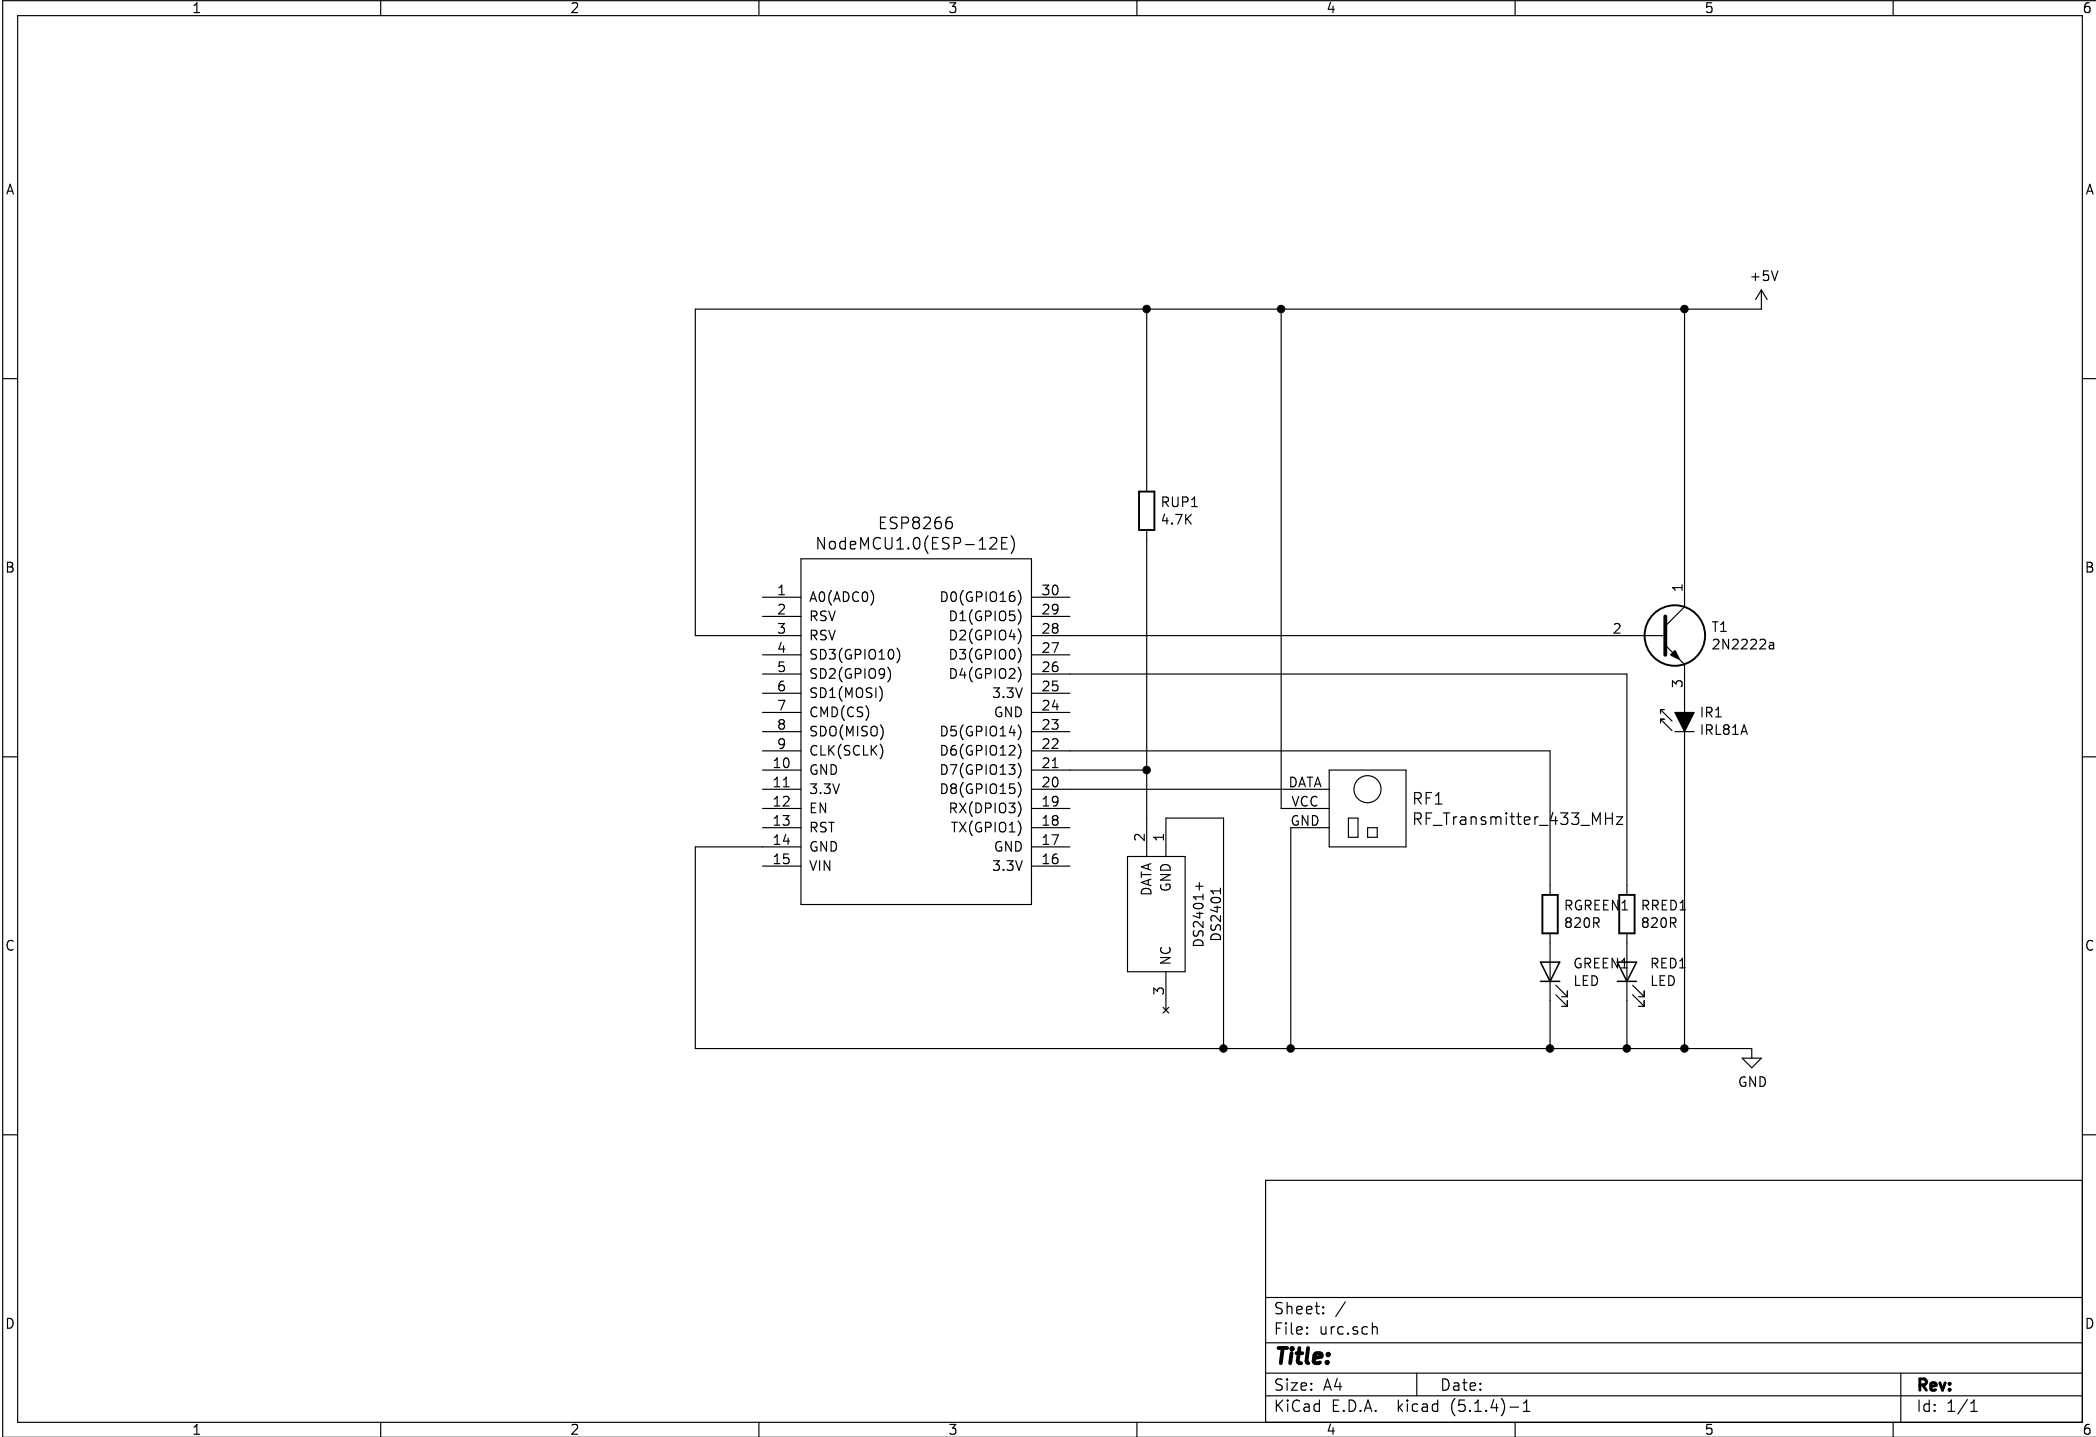 1 2 3 4 5 6
A A
+5V
RUP1
4.7K
ESP8266
NodeMCU1.0(ESP-12E)
B B
1 A0(ADC0) D0(GPIO16) 30
2 RSV D1(GPIO5) 29
3 RSV D2(GPIO4) 28
4 SD3(GPIO10) D3(GPIO0) 27
5 SD2(GPIO9) D4(GPIO2) 26
6 SD1(MOSI) 3.3V 25
7 CMD(CS) GND 24
8 SDO(MISO) D5(GPIO14) 23
9 CLK(SCLK) D6(GPIO12) 22
10 GND D7(GPIO13) 21
11 3.3V D8(GPIO15) 20
12 EN RX(DPIO3) 19
13 RST TX(GPIO1) 18
14 GND GND 17
15 VIN 3.3V 16
1
2
T1
2N2222a
3
IR1
IRL81A
DATA
VCC
GND
RF1
RF_Transmitter_433_MHz
2 1
DATA
GND
NC
3
DS2401+
DS2401
RGREEN1
820R
RRED1
820R
GREEN1
LED
RED1
LED
C C
GND
Sheet: /
File: urc.sch
Title:
Size: A4 Date: Rev:
KiCad E.D.A. kicad (5.1.4)-1 Id: 1/1
D D
1 2 3 4 5 6